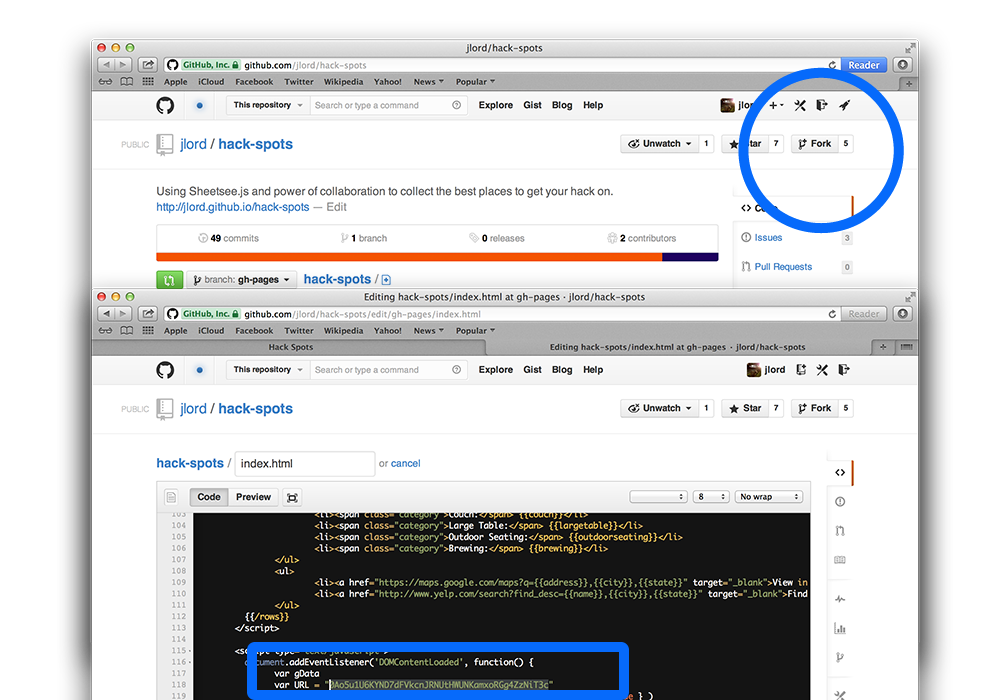 jlord/hack-spots
GitHub, Inc. github.com/jlord/hack-spots
Reader
Apple iCloud Facebook Twitter Wikipedia Yahoo! News Popular
This repository Search or type a command
Explore Gist Blog Help
PUBLIC jlord / hack-spots
Unwatch 1 Star 7 Fork 5
Using Sheetsee.js and power of collaboration to collect the best places to get your hack on.
http://jlord.github.io/hack-spots — Edit
49 commits 1 branch 0 releases 2 contributors
Issues 3
Pull Requests 0
branch: gh-pages hack-spots /
Editing hack-spots/index.html at gh-pages · jlord/hack-spots
GitHub, Inc. github.com/jlord/hack-spots/edit/gh-pages/index.html
Reader
Apple iCloud Facebook Twitter Wikipedia Yahoo! News Popular
Hack Spots Editing hack-spots/index.html at gh-pages · jlord/hack-spots
This repository Search or type a command
Explore Gist Blog Help jlord
PUBLIC jlord / hack-spots
Unwatch 1 Star 7 Fork 5
hack-spots / index.html or cancel
Code Preview 8 No wrap
103 <li><span class="category">Couch:</span> {{couch}}</li>
104 <li><span class="category">Large Table:</span> {{largetable}}</li>
105 <li><span class="category">Outdoor Seating:</span> {{outdoorseating}}</li>
106 <li><span class="category">Brewing:</span> {{brewing}}</li>
107 </ul>
108 <ul>
109 <li><a href="https://maps.google.com/maps?q={{address}},{{city}},{{state}}" target="_blank">View in
110 <li><a href="http://www.yelp.com/search?find_desc={{name}},{{city}},{{state}}" target="_blank">Find
111 </ul>
112 {{/rows}}
113 </script>
114
115
116 document.addEventListener('DOMContentLoaded', function() {
117 var gData
118 var URL =
119 } )